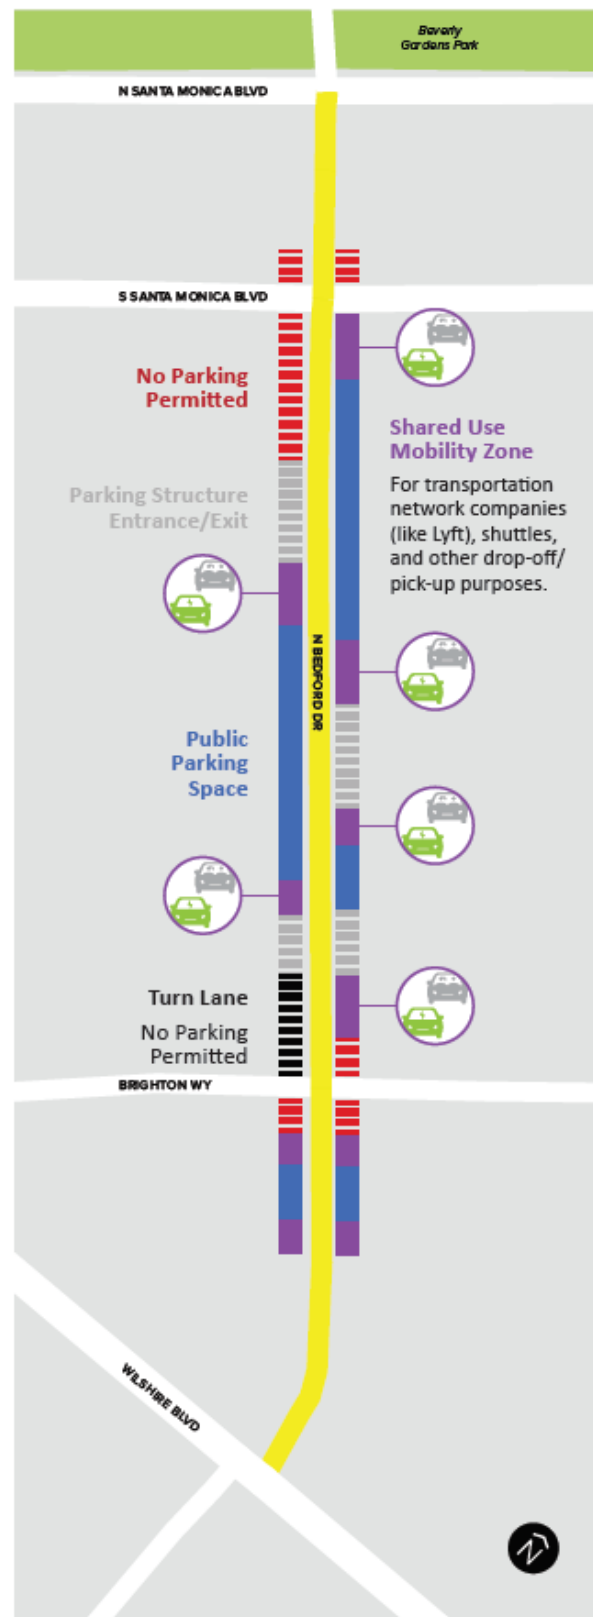 Beverly
Gardens Park
N SANTA MONICA BLVD
S SANTA MONICA BLVD
No Parking
Permitted
Shared Use
Mobility Zone
For transportation
network companies
(like Lyft), shuttles,
and other drop-off/
pick-up purposes.
Parking Structure
Entrance/Exit
N BEDFORD DR
Public
Parking
Space
Turn Lane
No Parking
Permitted
BRIGHTON WY
WILSHIRE BLVD
N